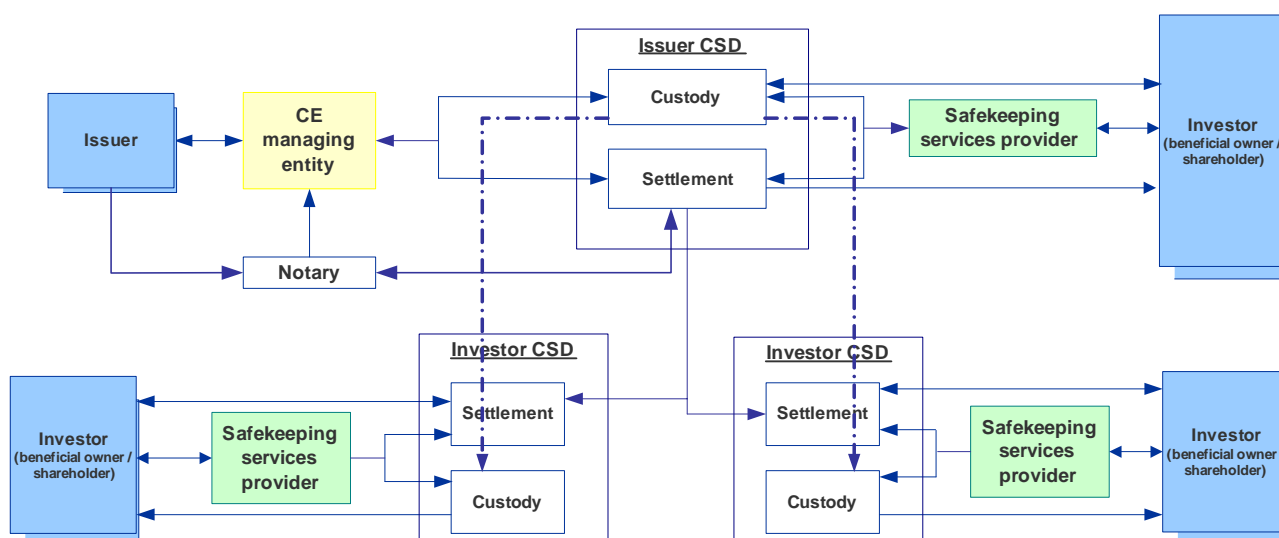 Issuer CSD
Custody
Settlement
Issuer
CE
managing
entity
Notary
Safekeeping
services provider
Investor
(beneficial owner /
shareholder)
Investor CSD
Settlement
Custody
Investor
(beneficial owner /
shareholder)
Safekeeping
services
provider
Investor CSD
Settlement
Custody
Safekeeping
services
provider
Investor
(beneficial owner
shareholder)